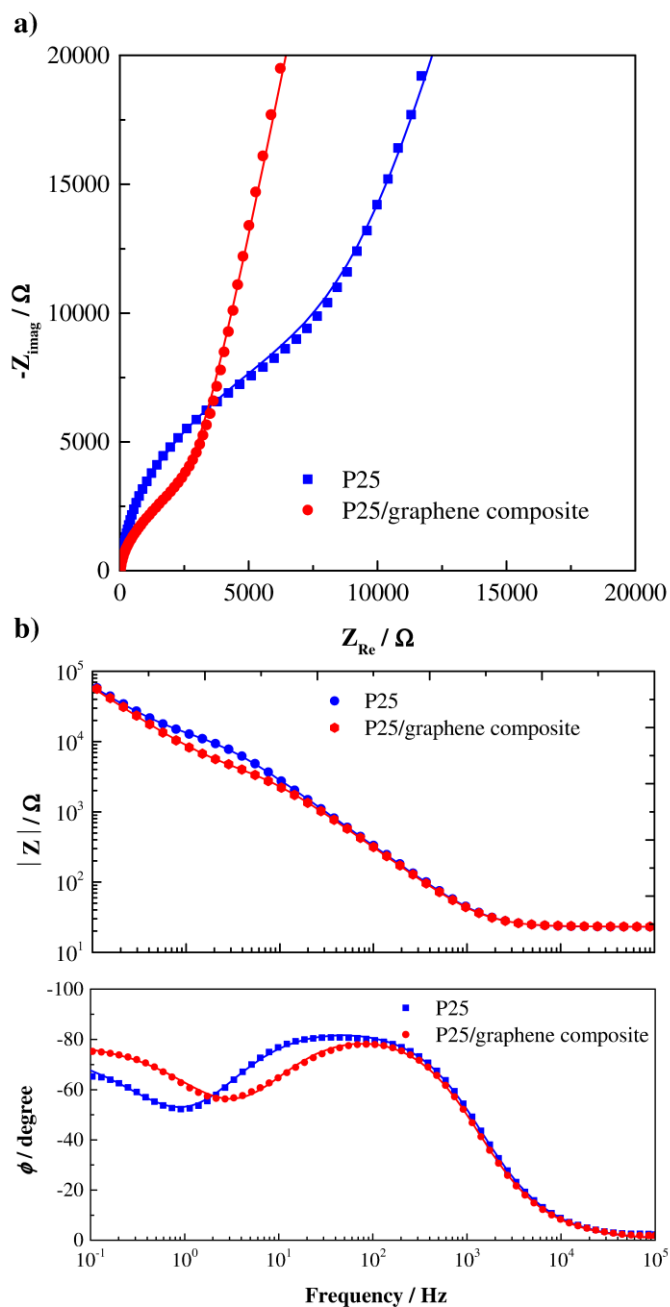 a)
20000
15000
10000
5000
0
-Z_imag / Ω
P25
P25/graphene composite
0 5000 10000 15000 20000
Z_Re / Ω
b)
10^5
10^4
10^3
10^2
10^1
|Z| / Ω
P25
P25/graphene composite
-100
-80
-60
-40
-20
0
ϕ / degree
P25
P25/graphene composite
10^-1 10^0 10^1 10^2 10^3 10^4 10^5
Frequency / Hz